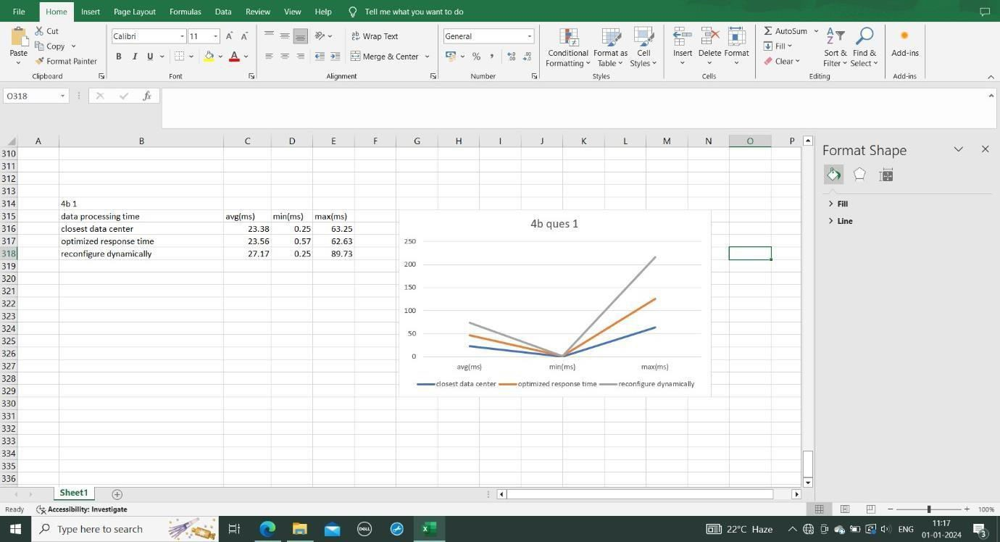 File Home Insert Page Layout Formulas Data Review View Help Tell me what you want to do
Paste
Cut
Copy
Format Painter
Clipboard
Calibri 11
B I U
Font
Wrap Text
Merge & Center
Alignment
General
% ,
Number
Conditional Formatting
Format as Table
Cell Styles
Styles
Insert Delete Format
Cells
AutoSum
Fill
Clear
Sort & Filter
Find & Select
Editing
Add-ins
Add-ins
O318 fx
A B C D E F G H I J K L M N O P
310
311
312
313
314 4b 1
315 data processing time avg(ms) min(ms) max(ms)
316 closest data center 23.38 0.25 63.25
317 optimized response time 23.56 0.57 62.63
318 reconfigure dynamically 27.17 0.25 89.73
319
320
321
322
323
324
325
326
327
328
329
330
331
332
333
334
335
336
4b ques 1
250
200
150
100
50
0
avg(ms) min(ms) max(ms)
closest data center optimized response time reconfigure dynamically
Format Shape
Fill
Line
Sheet1
Ready Accessibility: Investigate 100%
Type here to search DELL 22°C Haze ENG 11:17
01-01-2024 3